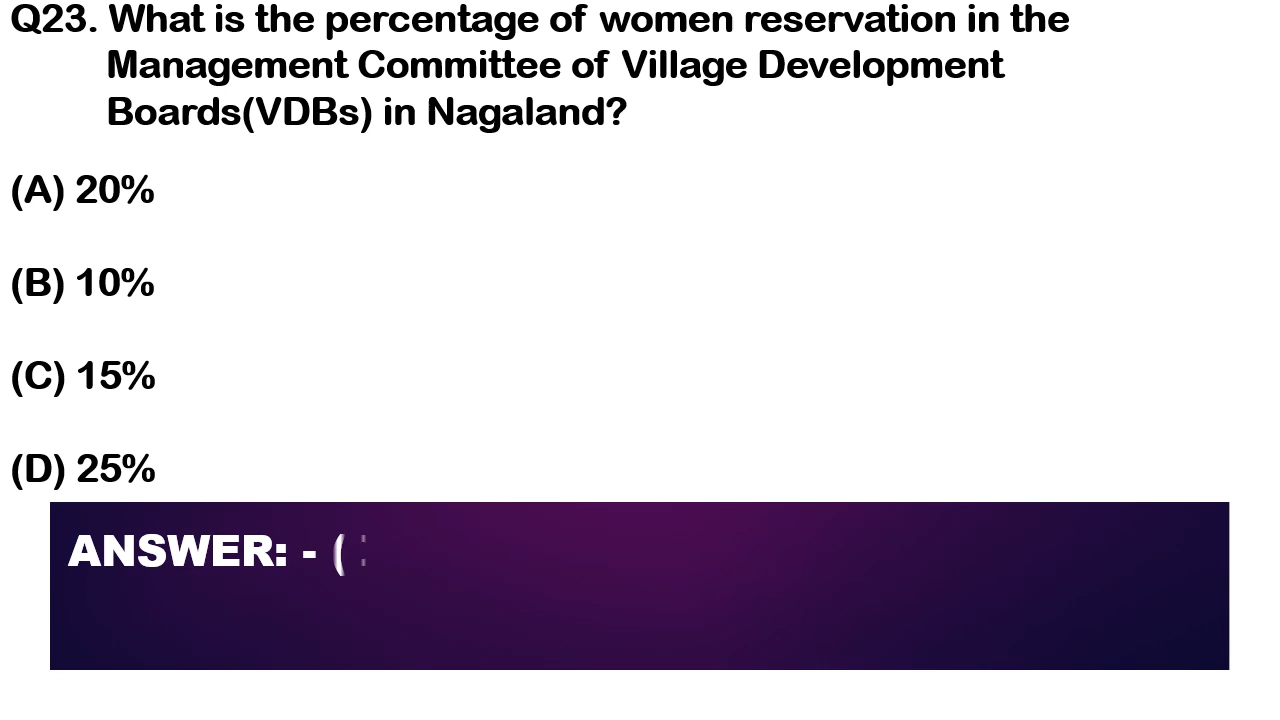 Q23. What is the percentage of women reservation in the
Management Committee of Village Development
Boards(VDBs) in Nagaland?
(A) 20%
(B) 10%
(C) 15%
(D) 25%
ANSWER: - (